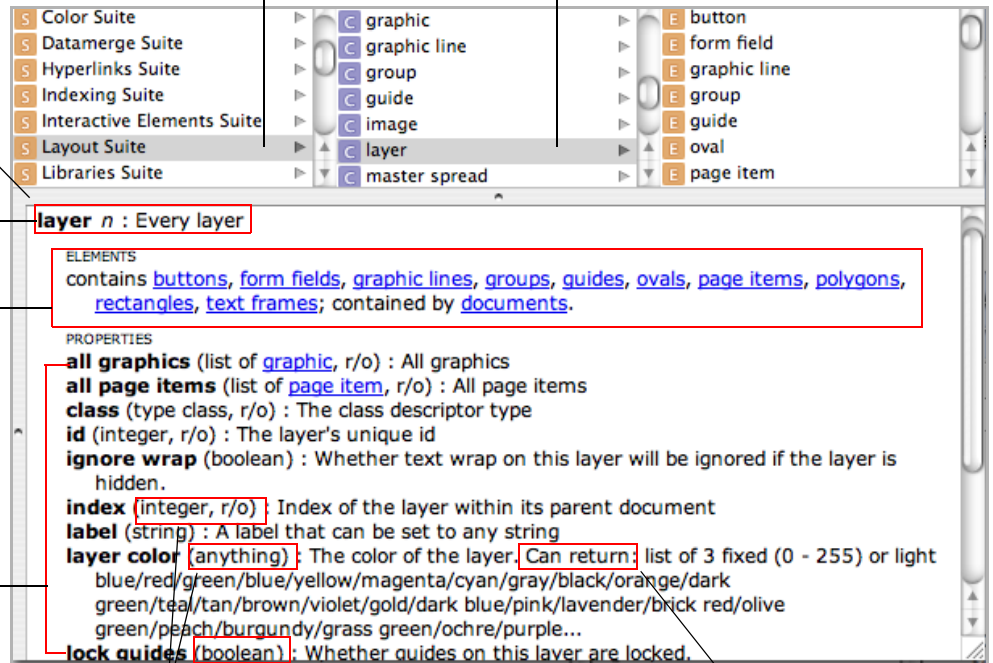 S Color Suite
S Datamerge Suite
S Hyperlinks Suite
S Indexing Suite
S Interactive Elements Suite
S Layout Suite
S Libraries Suite
C graphic
C graphic line
C group
C guide
C image
C layer
C master spread
E button
E form field
E graphic line
E group
E guide
E oval
E page item
layer n : Every layer
ELEMENTS
contains buttons, form fields, graphic lines, groups, guides, ovals, page items, polygons,
rectangles, text frames; contained by documents.
PROPERTIES
all graphics (list of graphic, r/o) : All graphics
all page items (list of page item, r/o) : All page items
class (type class, r/o) : The class descriptor type
id (integer, r/o) : The layer's unique id
ignore wrap (boolean) : Whether text wrap on this layer will be ignored if the layer is
hidden.
index (integer, r/o) : Index of the layer within its parent document
label (string) : A label that can be set to any string
layer color (anything) : The color of the layer. Can return: list of 3 fixed (0 - 255) or light
blue/red/green/blue/yellow/magenta/cyan/gray/black/orange/dark
green/teal/tan/brown/violet/gold/dark blue/pink/lavender/brick red/olive
green/peach/burgundy/grass green/ochre/purple...
lock guides (boolean) : Whether guides on this layer are locked.